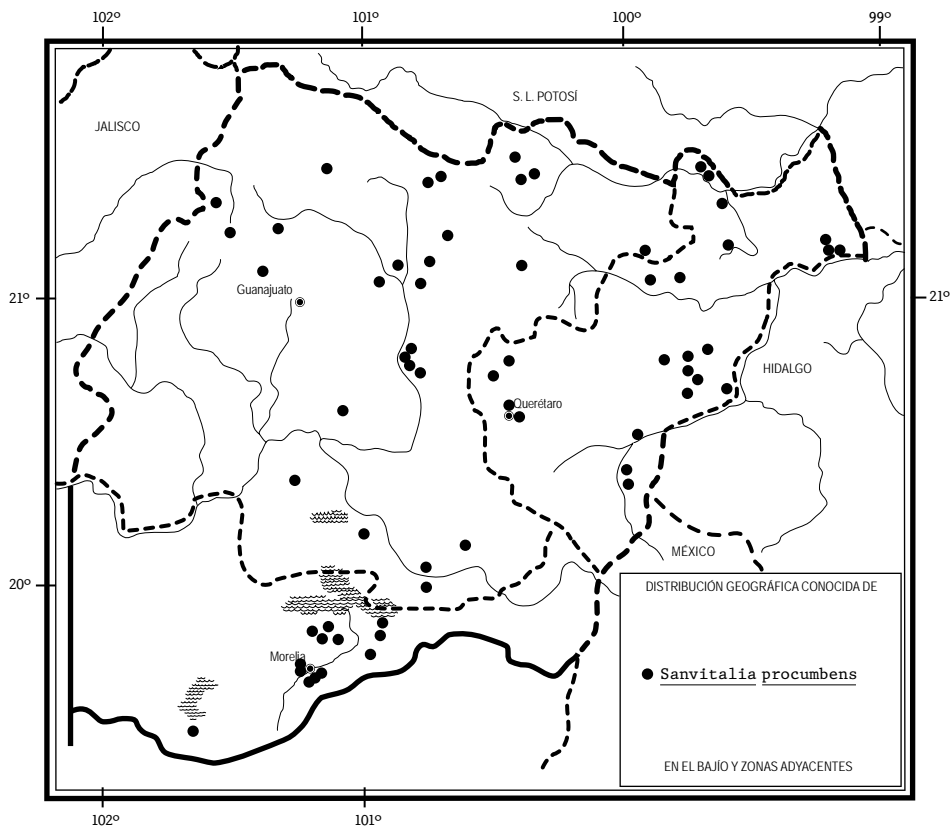 102º 101º 100º 99º
S. L. POTOSÍ
JALISCO
Guanajuato
21º 21º
HIDALGO
Querétaro
MÉXICO
20º
DISTRIBUCIÓN GEOGRÁFICA CONOCIDA DE
Morelia
Sanvitalia procumbens
EN EL BAJÍO Y ZONAS ADYACENTES
102º 101º